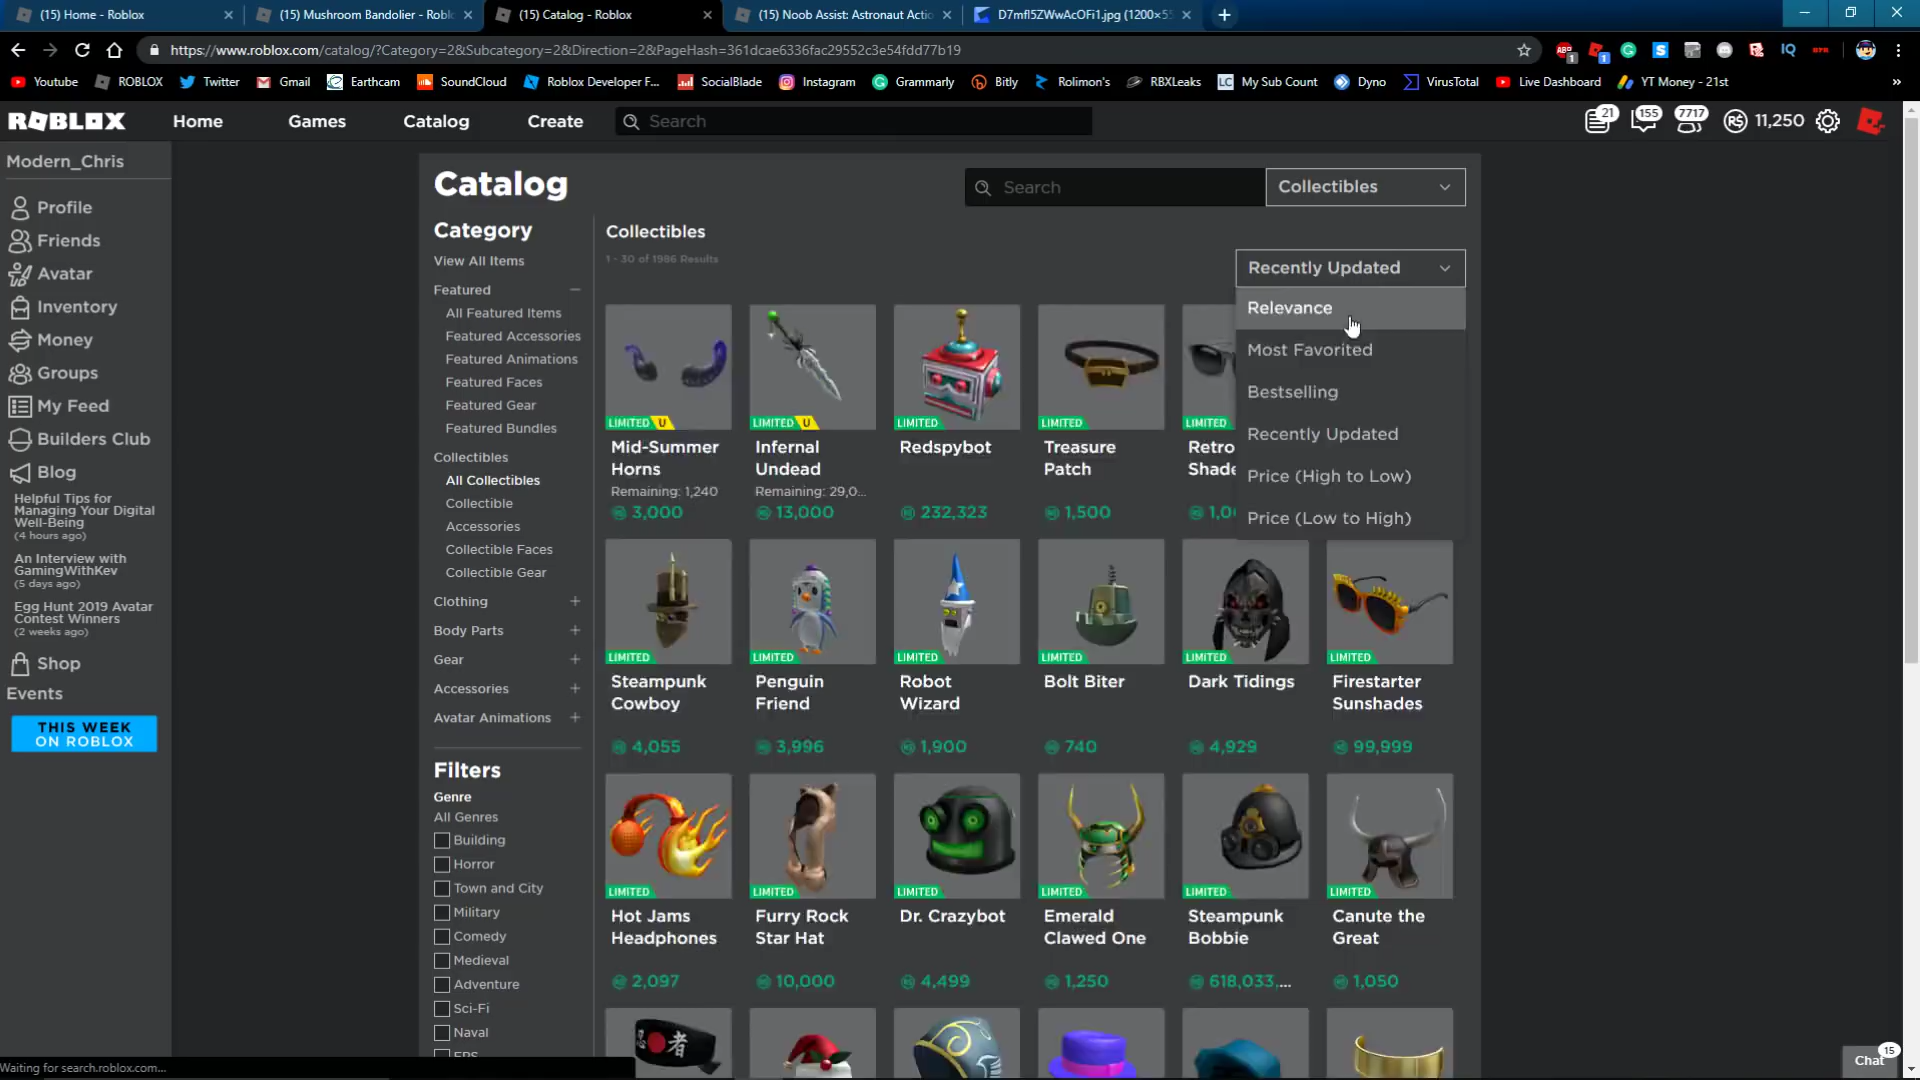 (15) Home - Roblox
(15) Mushroom Bandolier - Robl
(15) Catalog - Roblox
(15) Noob Assist: Astronaut Actio
D7mfI5ZWwAcOFi1.jpg (1200×5
https://www.roblox.com/catalog/?Category=2&Subcategory=2&Direction=2&PageHash=361dcae6336fac29552c3e54fdd77b19
Youtube ROBLOX Twitter Gmail Earthcam SoundCloud Roblox Developer F... SocialBlade Instagram Grammarly Bitly Rolimon's RBXLeaks My Sub Count Dyno VirusTotal Live Dashboard YT Money - 21st »
ROBLOX Home Games Catalog Create Search 21 155 7717 11,250
Modern_Chris
Profile
Friends
Avatar
Inventory
Money
Groups
My Feed
Builders Club
Blog
Helpful Tips for
Managing Your Digital
Well-Being
(4 hours ago)
An Interview with
GamingWithKev
(5 days ago)
Egg Hunt 2019 Avatar
Contest Winners
(2 weeks ago)
Shop
Events
THIS WEEK
ON ROBLOX
Catalog
Search
Collectibles
Category
View All Items
Featured
All Featured Items
Featured Accessories
Featured Animations
Featured Faces
Featured Gear
Featured Bundles
Collectibles
All Collectibles
Collectible
Accessories
Collectible Faces
Collectible Gear
Clothing +
Body Parts +
Gear +
Accessories +
Avatar Animations +
Filters
Genre
All Genres
Building
Horror
Town and City
Military
Comedy
Medieval
Adventure
Sci-Fi
Naval
FPS
Collectibles
1 - 30 of 1986 Results
Recently Updated
Relevance
Most Favorited
Bestselling
Recently Updated
Price (High to Low)
Price (Low to High)
LIMITED U
Mid-Summer
Horns
Remaining: 1,240
3,000
LIMITED U
Infernal
Undead
Remaining: 29,0...
13,000
LIMITED
Redspybot
232,323
LIMITED
Treasure
Patch
1,500
LIMITED
Retro
Shade
1,00
LIMITED
Steampunk
Cowboy
4,055
LIMITED
Penguin
Friend
3,996
LIMITED
Robot
Wizard
1,900
LIMITED
Bolt Biter
740
LIMITED
Dark Tidings
4,929
LIMITED
Firestarter
Sunshades
99,999
LIMITED
Hot Jams
Headphones
2,097
LIMITED
Furry Rock
Star Hat
10,000
LIMITED
Dr. Crazybot
4,499
LIMITED
Emerald
Clawed One
1,250
LIMITED
Steampunk
Bobbie
618,033,...
LIMITED
Canute the
Great
1,050
者
Waiting for search.roblox.com...
Chat 15